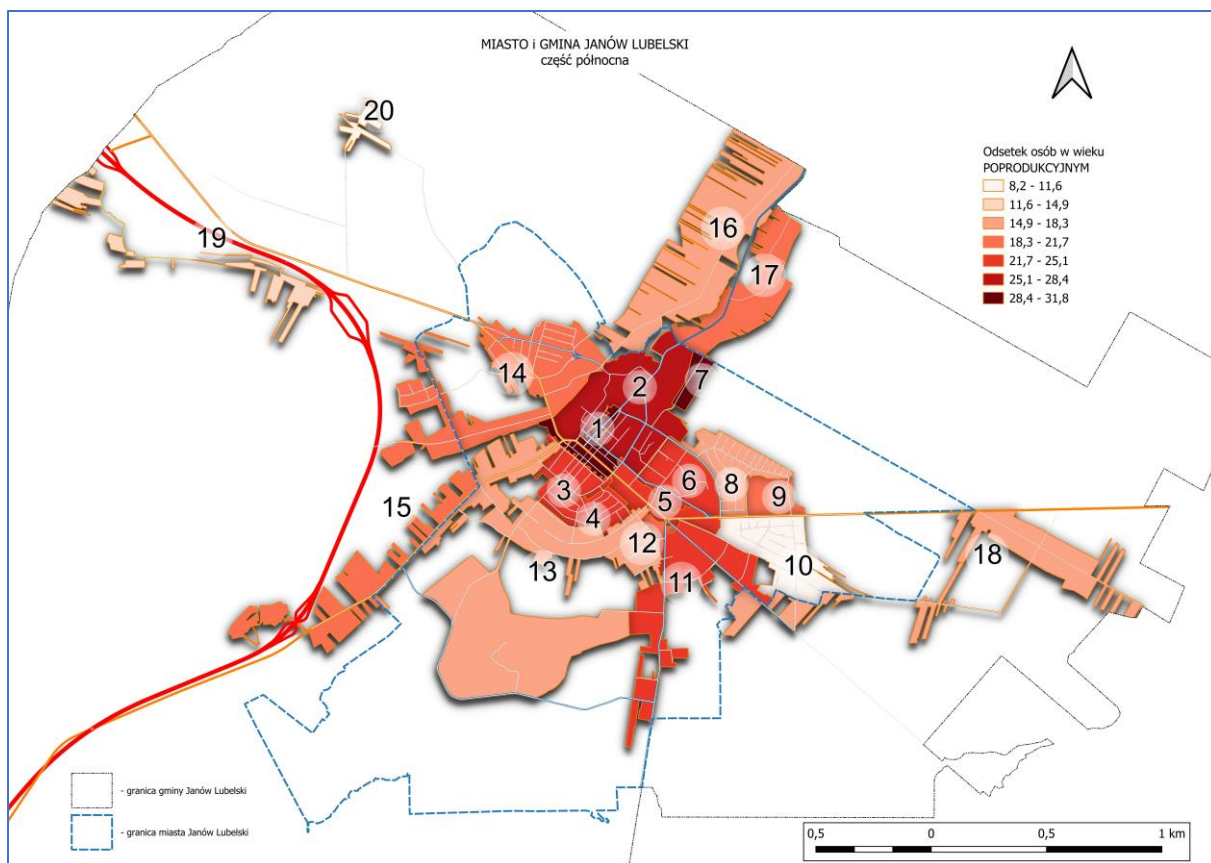 MIASTO i GMINA JANÓW LUBELSKI
część północna
20
Odsetek osób w wieku
POPRODUKCYJNYM
8,2 - 11,6
11,6 - 14,9
14,9 - 18,3
18,3 - 21,7
21,7 - 25,1
25,1 - 28,4
28,4 - 31,8
16
19
17
14
2
7
1
3
6
8
9
15
5
4
12
18
13
10
11
- granica gminy Janów Lubelski
- granica miasta Janów Lubelski
0,5 0 0,5 1 km